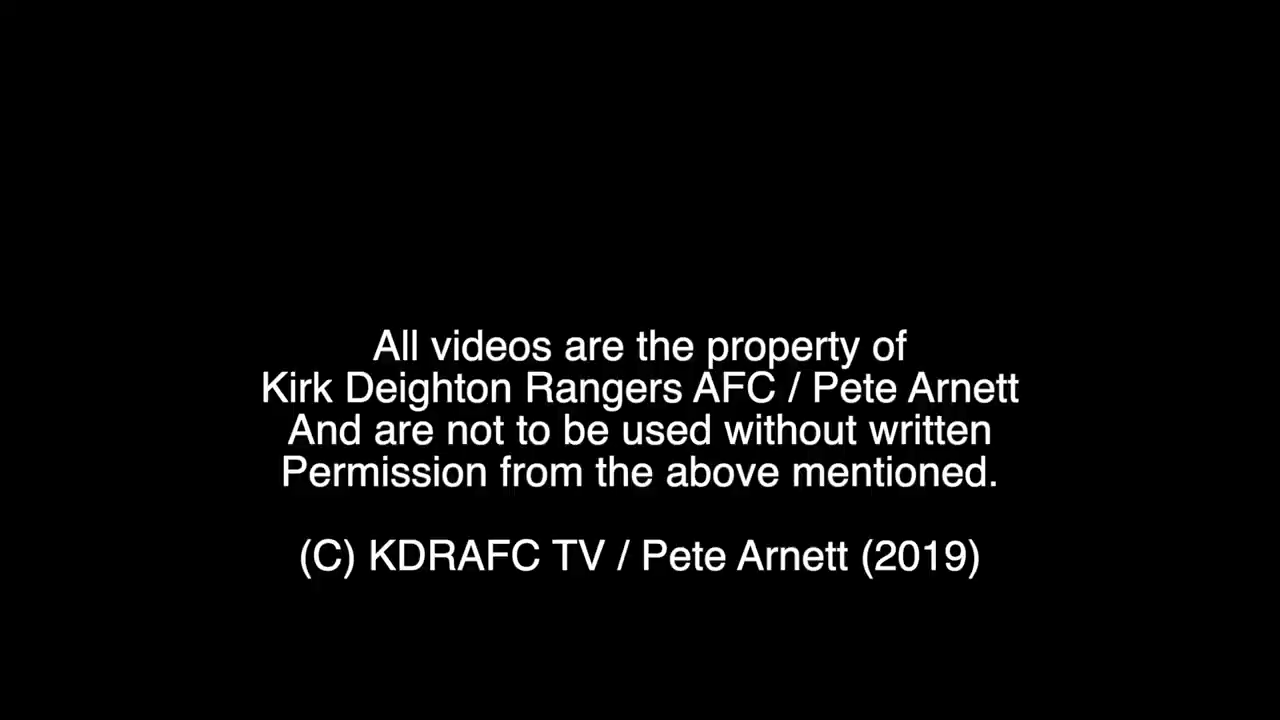 All videos are the property of
Kirk Deighton Rangers AFC / Pete Arnett
And are not to be used without written
Permission from the above mentioned.
(C) KDRAFC TV / Pete Arnett (2019)